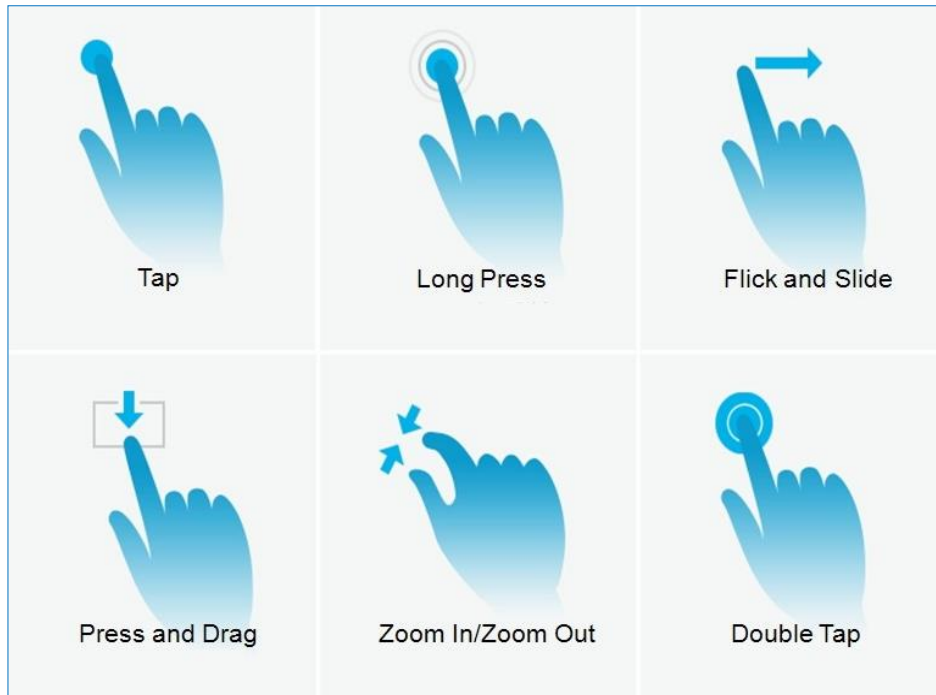 Tap
Long Press
Flick and Slide
Press and Drag
Zoom In/Zoom Out
Double Tap